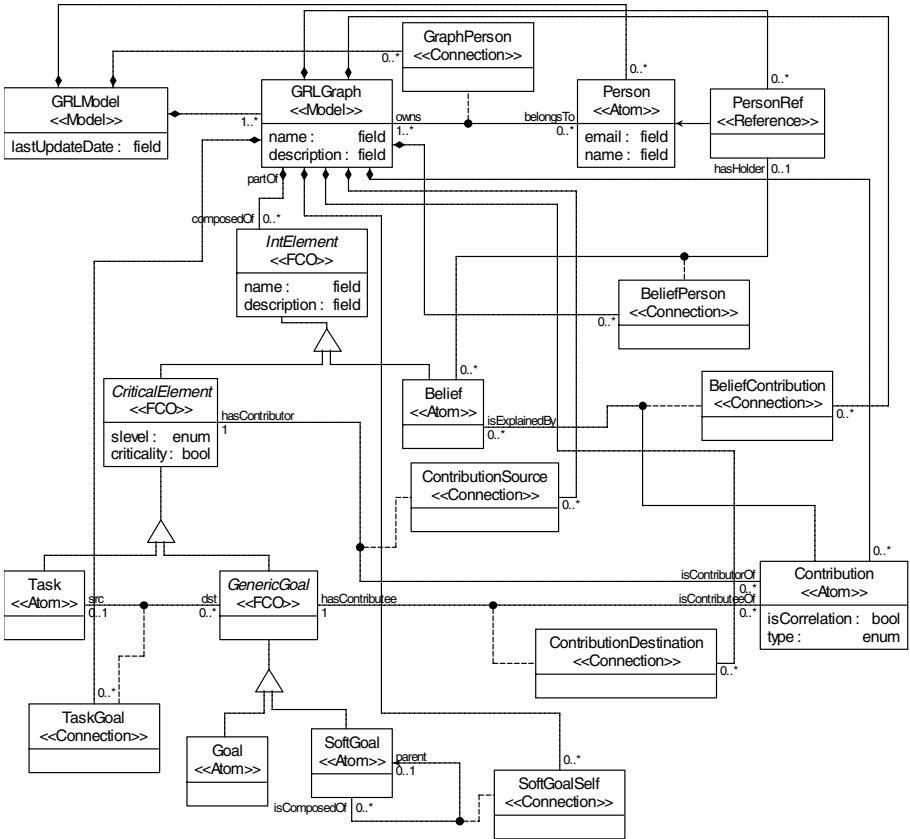 GraphPerson
<<Connection>>
0..*
0..*
0..*
GRLModel
<<Model>>
lastUpdateDate : field
1..*
GRLGraph
<<Model>>
name : field
description : field
owns
1..*
belongsTo
0..*
Person
<<Atom>>
email : field
name : field
PersonRef
<<Reference>>
hasHolder
0..1
partOf
composedOf
0..*
IntElement
<<FCO>>
name : field
description : field
BeliefPerson
<<Connection>>
0..*
0..*
CriticalElement
<<FCO>>
slevel : enum
criticality : bool
hasContributor
1
Belief
<<Atom>>
isExplainedBy
0..*
BeliefContribution
<<Connection>>
0..*
ContributionSource
<<Connection>>
0..*
0..*
Task
<<Atom>>
src
0..1
dst
0..*
GenericGoal
<<FCO>>
hasContributee
1
isContributorOf
0..*
isContributeeOf
0..*
Contribution
<<Atom>>
isCorrelation : bool
type : enum
ContributionDestination
<<Connection>>
0..*
0..*
TaskGoal
<<Connection>>
Goal
<<Atom>>
SoftGoal
<<Atom>>
parent
0..1
isComposedOf
0..*
0..*
SoftGoalSelf
<<Connection>>